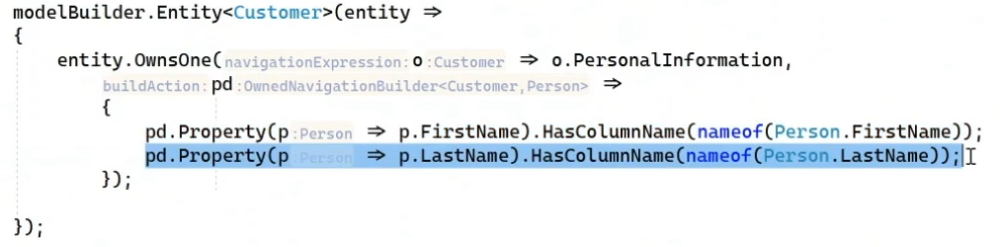 modelBuilder.Entity<Customer>(entity =>
{
entity.OwnsOne(navigationExpression: o :Customer => o.PersonalInformation,
buildAction: pd :OwnedNavigationBuilder<Customer,Person> =>
{
pd.Property(p :Person => p.FirstName).HasColumnName(nameof(Person.FirstName));
pd.Property(p :Person => p.LastName).HasColumnName(nameof(Person.LastName));
});
});